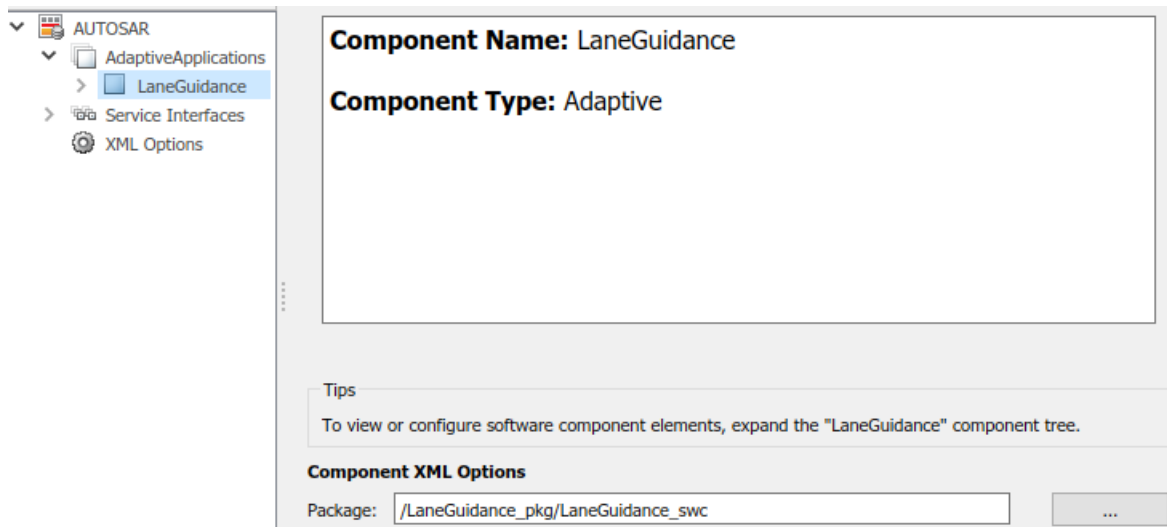 AUTOSAR
AdaptiveApplications
LaneGuidance
Service Interfaces
XML Options
Component Name: LaneGuidance
Component Type: Adaptive
Tips
To view or configure software component elements, expand the "LaneGuidance" component tree.
Component XML Options
Package: /LaneGuidance_pkg/LaneGuidance_swc ...